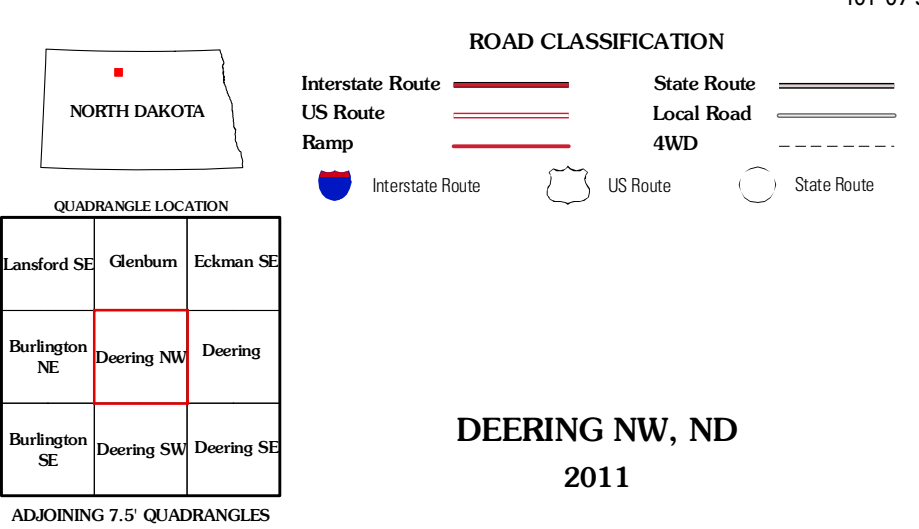 ROAD CLASSIFICATION
Interstate Route
State Route
US Route
Local Road
Ramp
4WD
Interstate Route
US Route
State Route
NORTH DAKOTA
QUADRANGLE LOCATION
Lansford SE
Glenburn
Eckman SE
Burlington
NE
Deering NW
Deering
Burlington
SE
Deering SW
Deering SE
ADJOINING 7.5' QUADRANGLES
DEERING NW, ND
2011